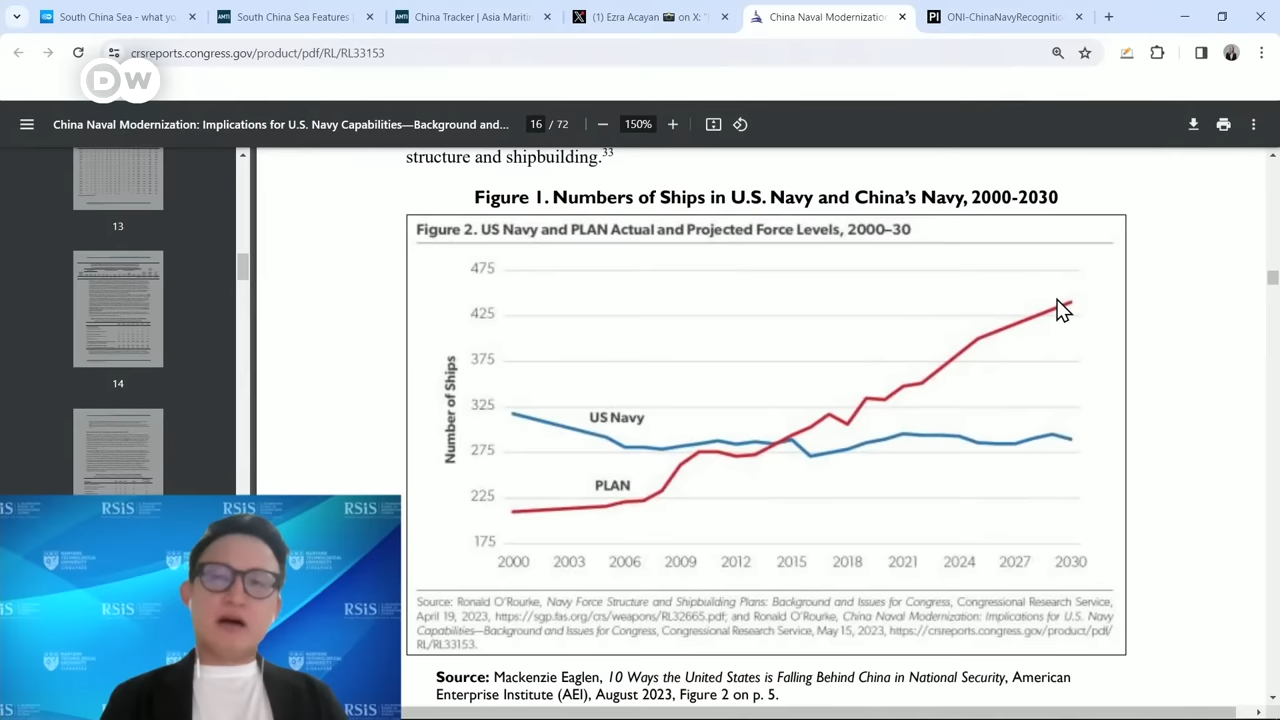 South China Sea what yo
South China Sea Features |
China Tracker | Asia Mariti
(1) Ezra Acayan on X: "
China Naval Modernizatio
ONI-ChinaNavyRecognitic
crsreports.congress.gov/product/pdf/RL/RL33153
DW
China Naval Modernization: Implications for U.S. Navy Capabilities—Background and...
16 / 72
150%
13
14
structure and shipbuilding.33
Figure 1. Numbers of Ships in U.S. Navy and China's Navy, 2000-2030
Figure 2. US Navy and PLAN Actual and Projected Force Levels, 2000–30
Number of Ships
475
425
375
325
275
225
175
US Navy
PLAN
2000 2003 2006 2009 2012 2015 2018 2021 2024 2027 2030
Source: Ronald O'Rourke, Navy Force Structure and Shipbuilding Plans: Background and Issues for Congress, Congressional Research Service,
April 19, 2023, https://sgp.fas.org/crs/weapons/RL32665.pdf; and Ronald O'Rourke, China Naval Modernization: Implications for U.S. Navy
Capabilities—Background and Issues for Congress, Congressional Research Service, May 15, 2023, https://crsreports.congress.gov/product/pdf/
RL/RL33153.
Source: Mackenzie Eaglen, 10 Ways the United States is Falling Behind China in National Security, American
Enterprise Institute (AEI), August 2023, Figure 2 on p. 5.
RSiS
RSiS
RSiS
RSiS